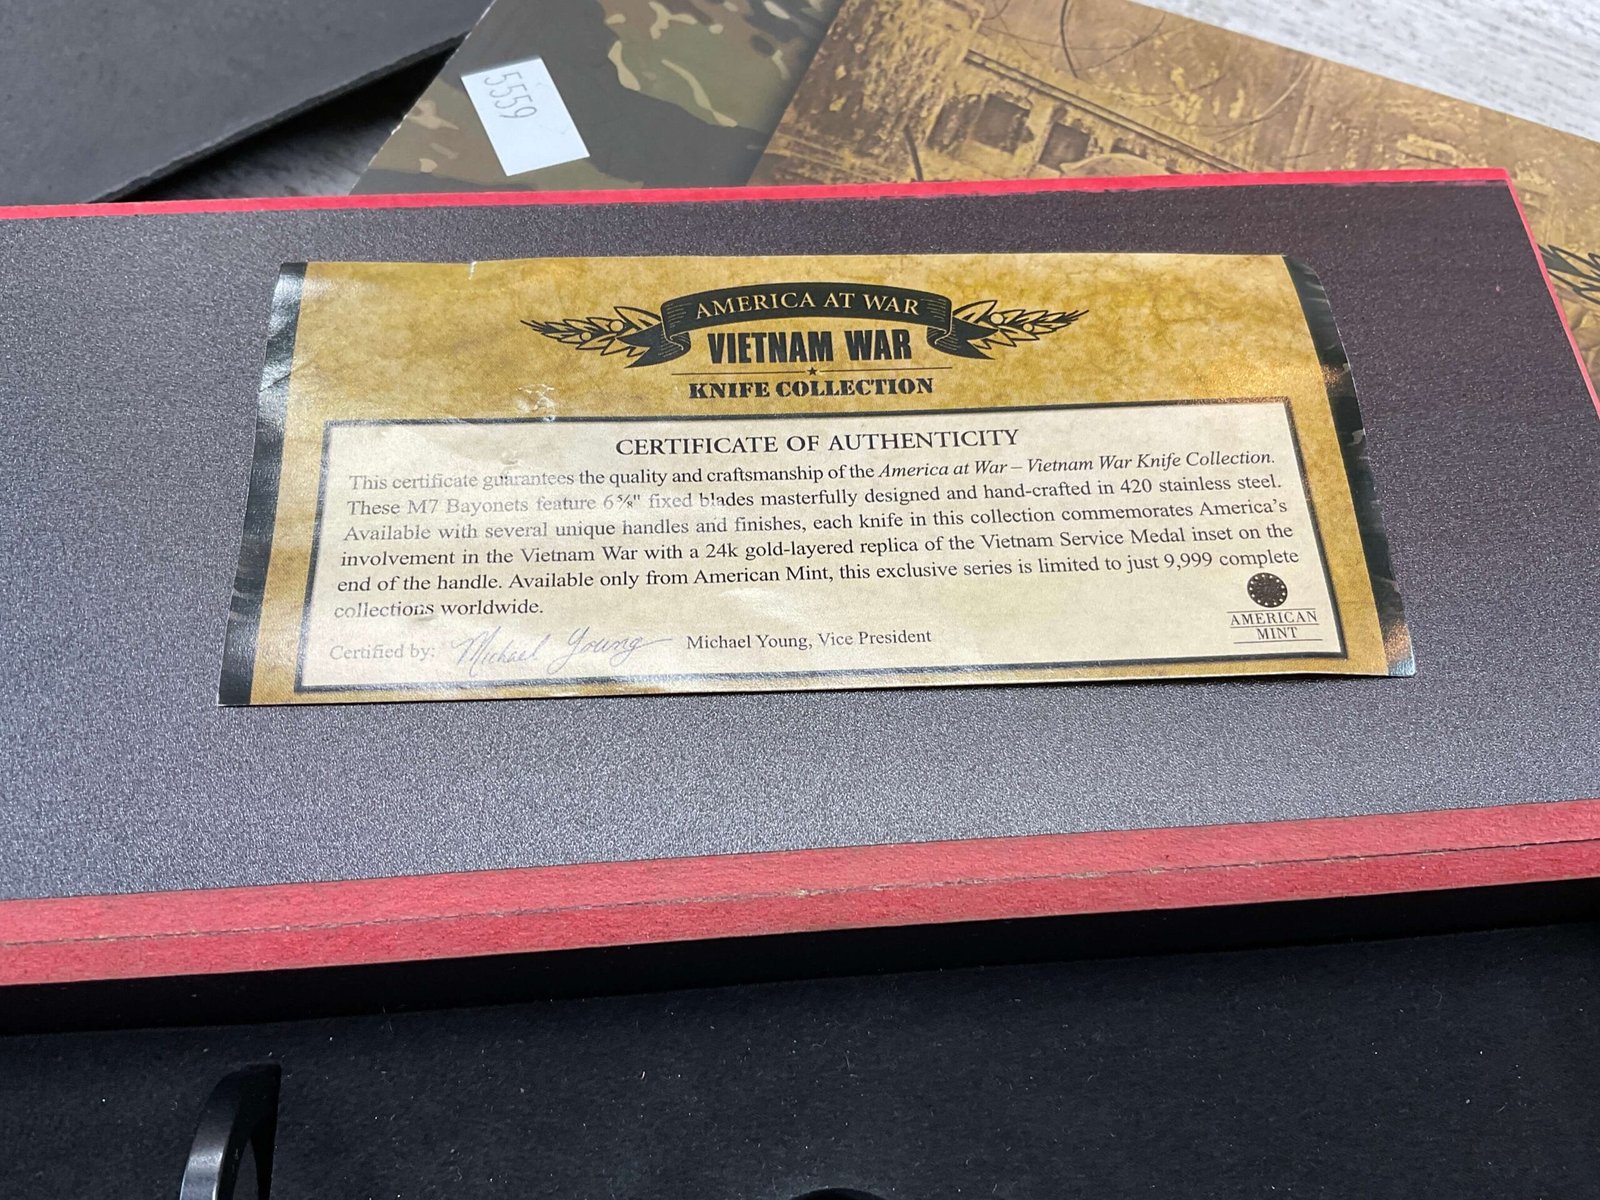 5559
AMERICA AT WAR
VIETNAM WAR
KNIFE COLLECTION
CERTIFICATE OF AUTHENTICITY
This certificate guarantees the quality and craftsmanship of the America at War – Vietnam War Knife Collection.
These M7 Bayonets feature 6 5/8" fixed blades masterfully designed and hand-crafted in 420 stainless steel.
Available with several unique handles and finishes, each knife in this collection commemorates America's
involvement in the Vietnam War with a 24k gold-layered replica of the Vietnam Service Medal inset on the
end of the handle. Available only from American Mint, this exclusive series is limited to just 9,999 complete
collections worldwide.
Certified by: Michael Young Michael Young, Vice President
AMERICAN
MINT